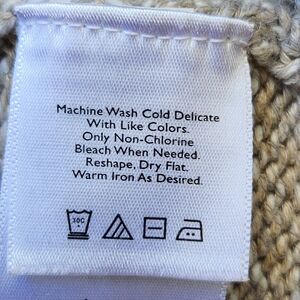 Machine Wash Cold Delicate
With Like Colors.
Only Non-Chlorine
Bleach When Needed.
Reshape, Dry Flat.
Warm Iron As Desired.
30C